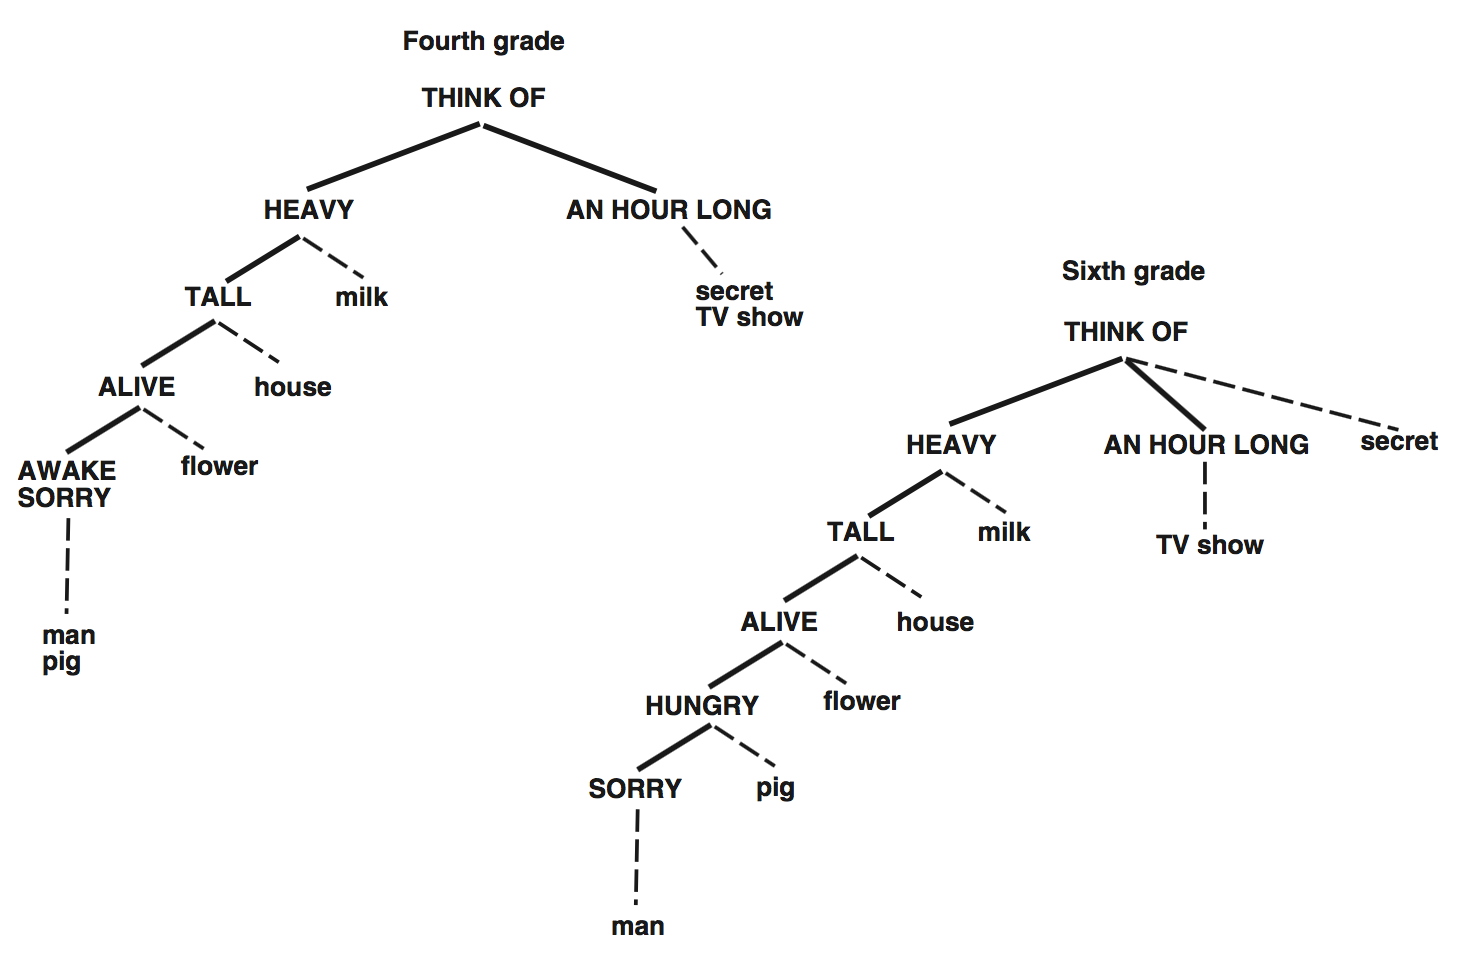 Fourth grade
THINK OF
HEAVY
AN HOUR LONG
TALL
milk
secret
TV show
ALIVE
house
AWAKE
SORRY
flower
man
pig
Sixth grade
THINK OF
HEAVY
AN HOUR LONG
secret
TALL
milk
TV show
ALIVE
house
HUNGRY
flower
SORRY
pig
man